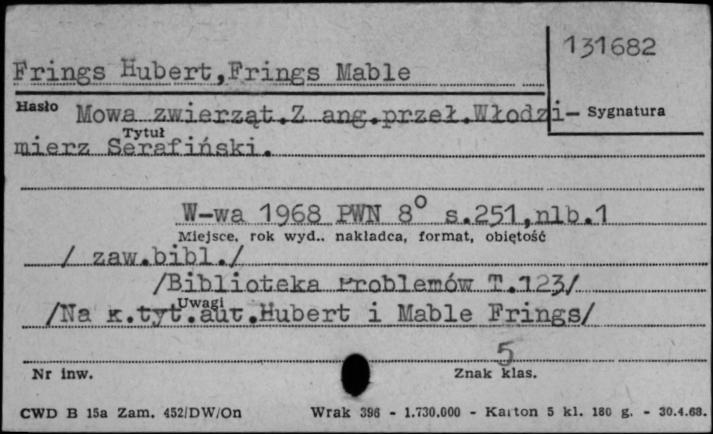 131682
Frings Hubert,Frings Mable
Hasło Mowa zwierząt.Z ang.przeł.Włodzi- Sygnatura
Tytuł
mierz Serafiński.
W-wa 1968 PWN 8° s.251,nlb.1
Miejsce, rok wyd., nakładca, format, objętość
/ zaw.bibl./
/Biblioteka Problemów T.123/
Uwagi
/Na k.tyt.aut.Hubert i Mable Frings/
5
Nr inw. Znak klas.
CWD B 15a Zam. 452/DW/On Wrak 396 - 1.730.000 - Karton 5 kl. 180 g. - 30.4.68.